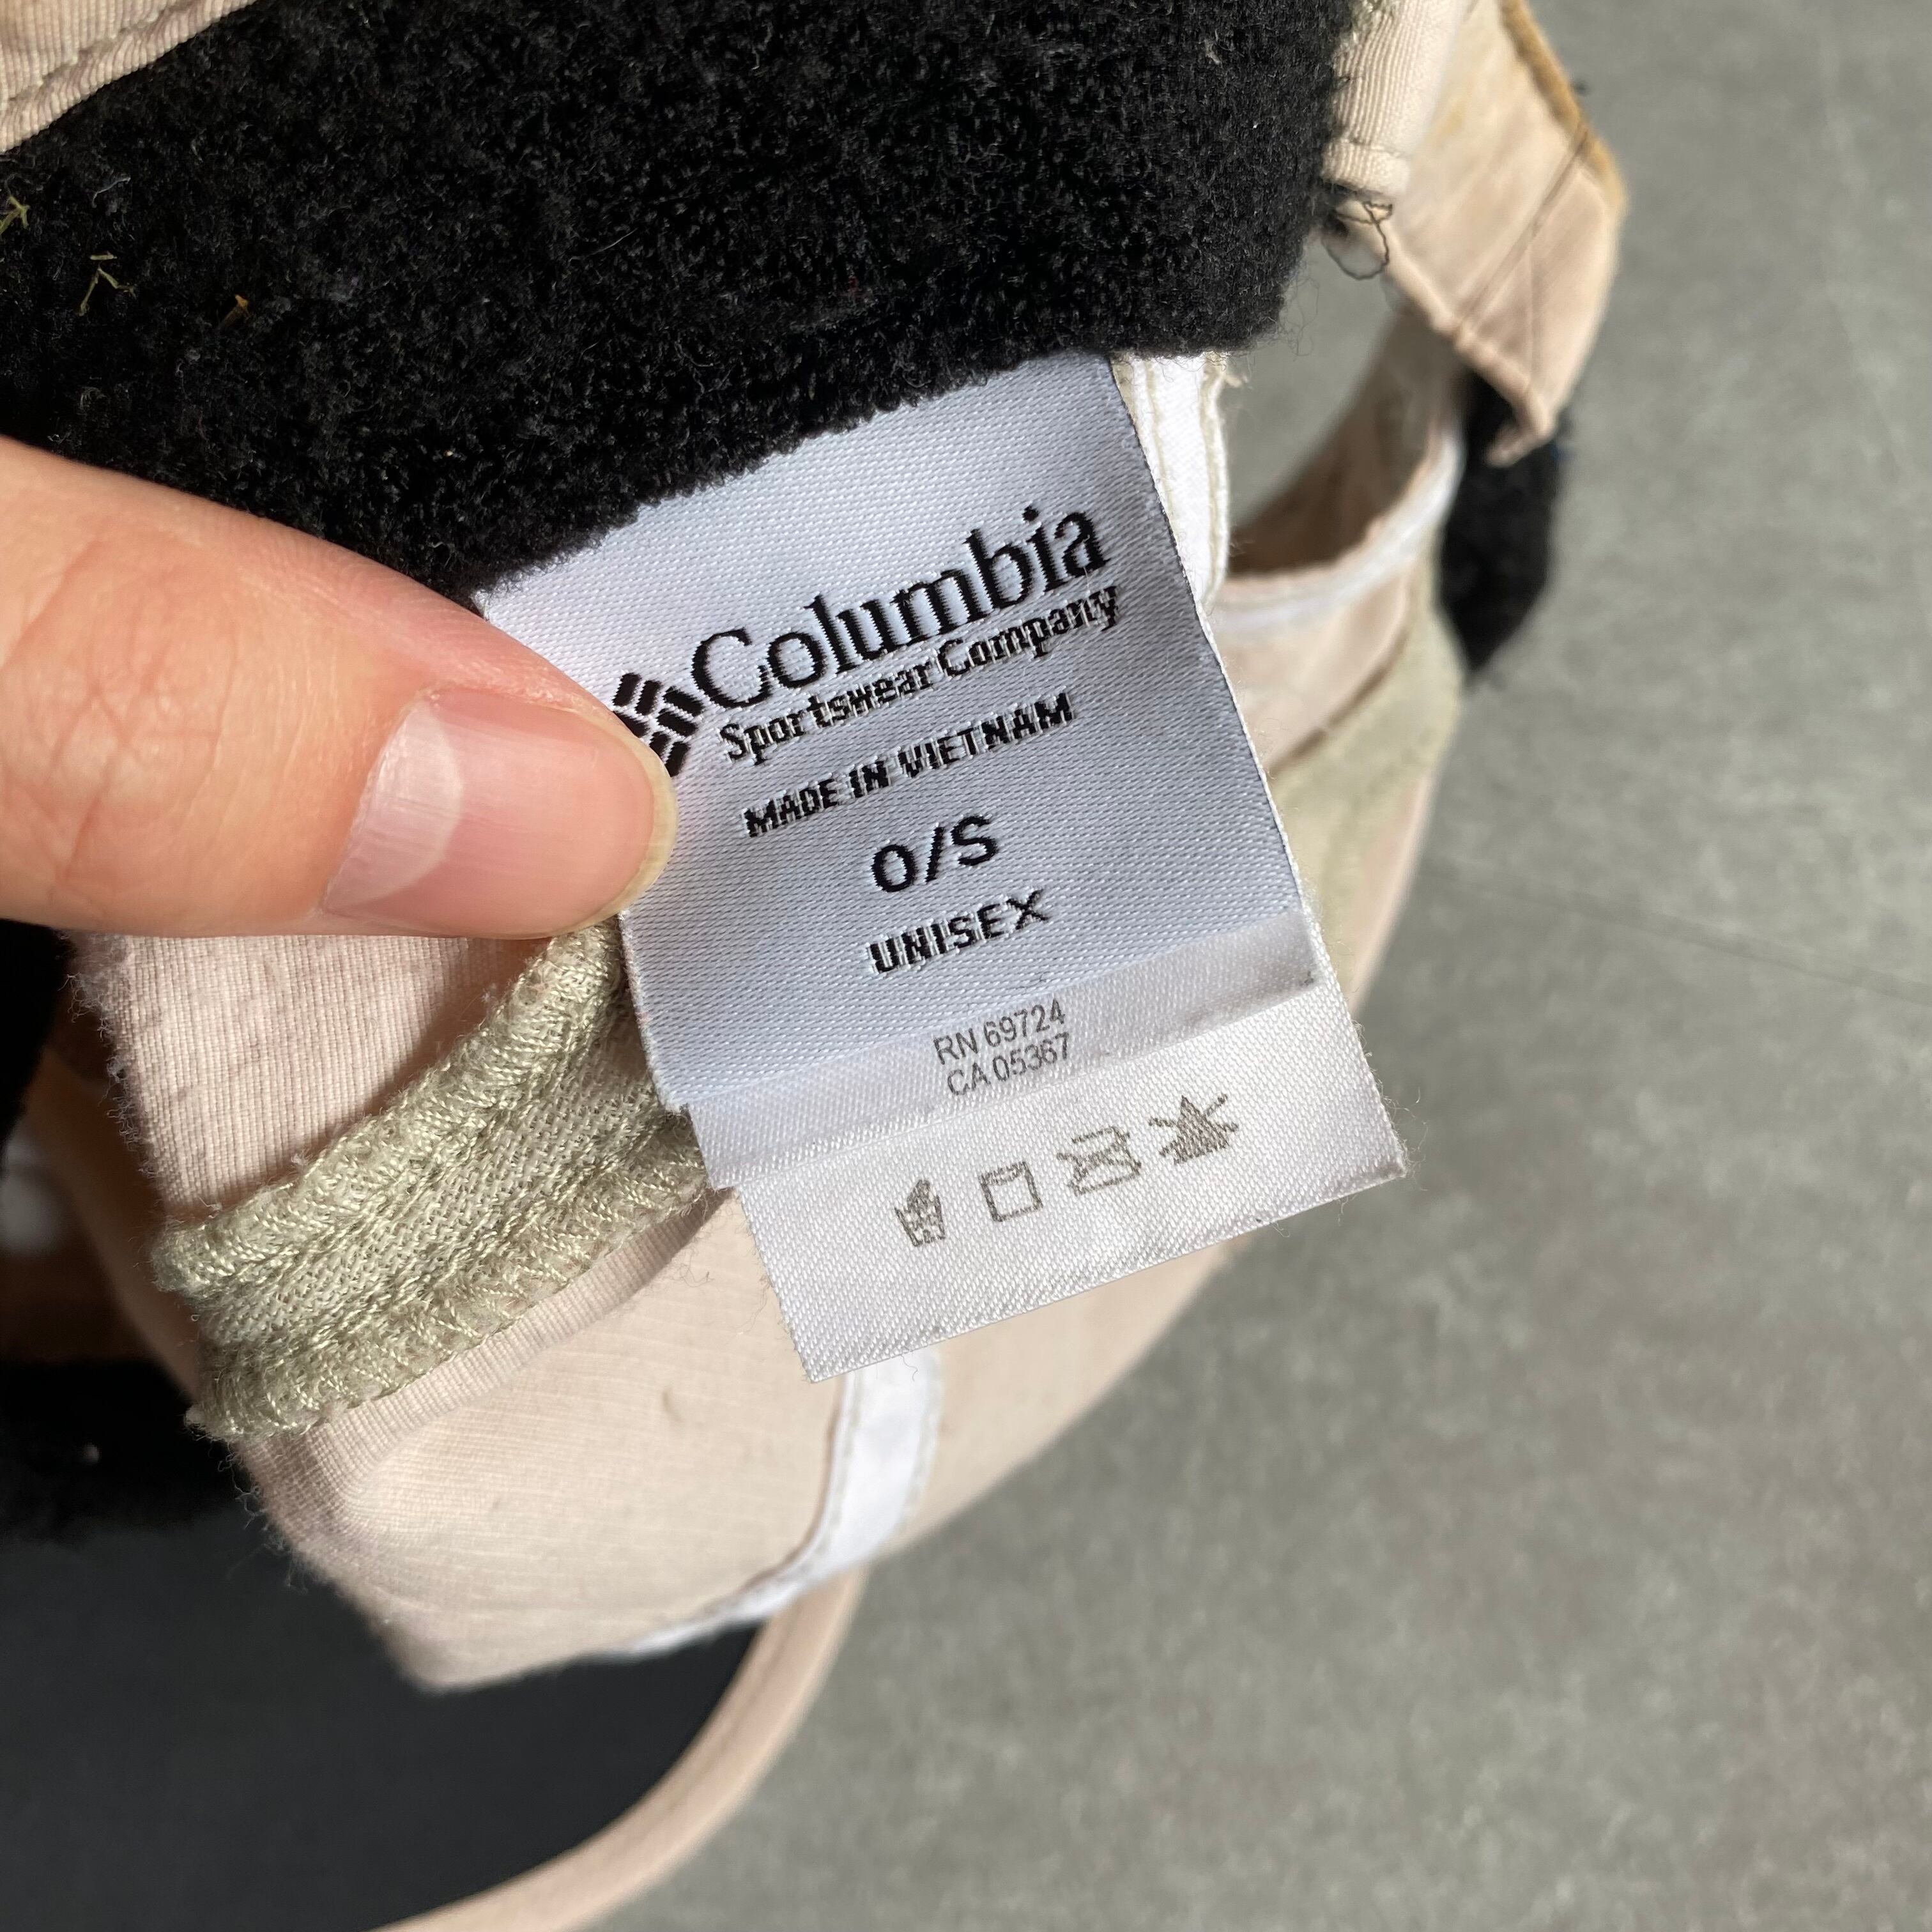 Columbia
Sportswear Company
MADE IN VIETNAM
O/S
UNISEX
RN 69724
CA 05367